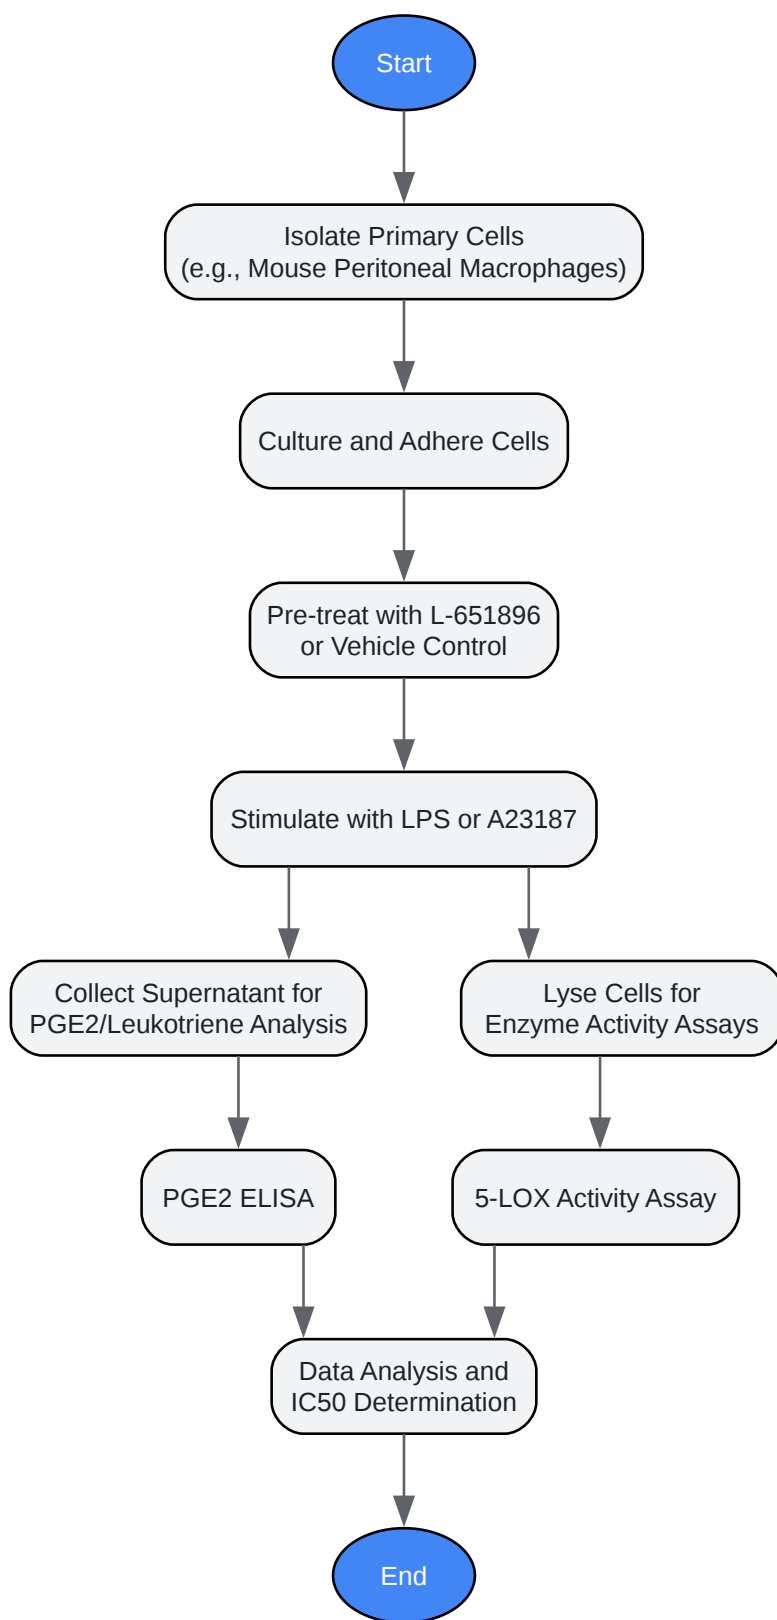 Start
Isolate Primary Cells
(e.g., Mouse Peritoneal Macrophages)
Culture and Adhere Cells
Pre-treat with L-651896
or Vehicle Control
Stimulate with LPS or A23187
Collect Supernatant for
PGE2/Leukotriene Analysis
Lyse Cells for
Enzyme Activity Assays
PGE2 ELISA
5-LOX Activity Assay
Data Analysis and
IC50 Determination
End